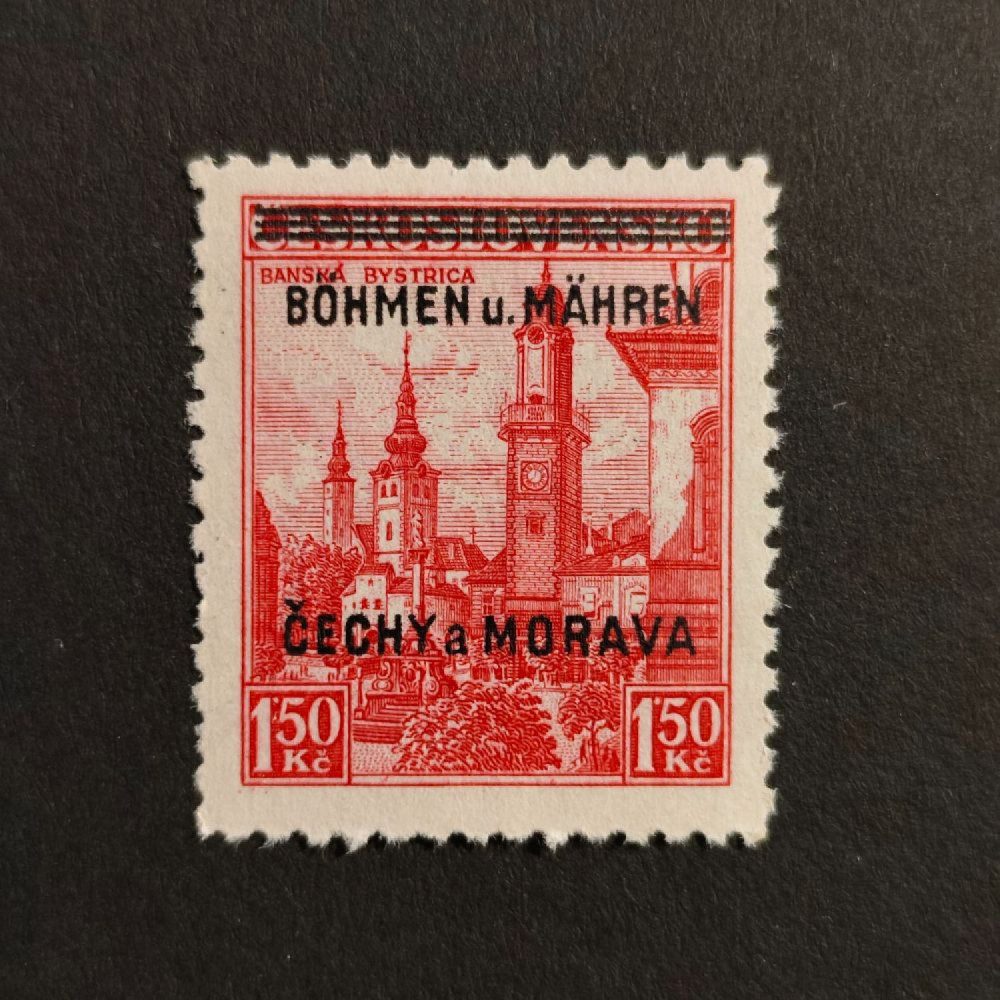 ČESKOSLOVENSKO
BANSKÁ BYSTRICA
BÖHMEN u. MÄHREN
ČECHY a MORAVA
1'50 Kč
1'50 Kč